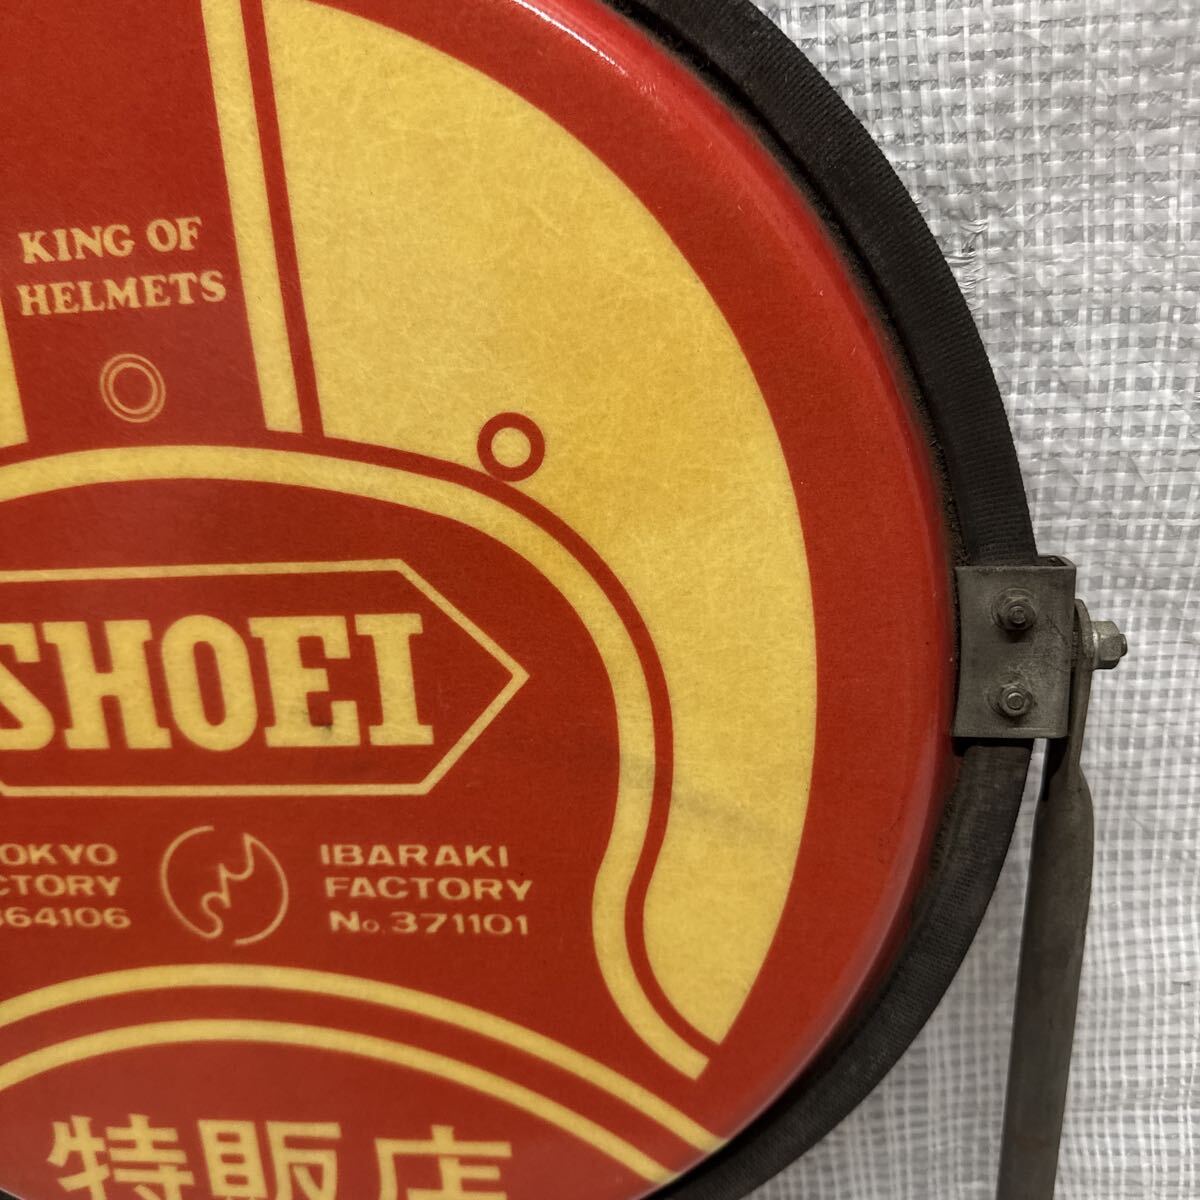 KING OF
HELMETS
SHOEI
OKYO
CTORY
364106
IBARAKI
FACTORY
No. 371101
特販店